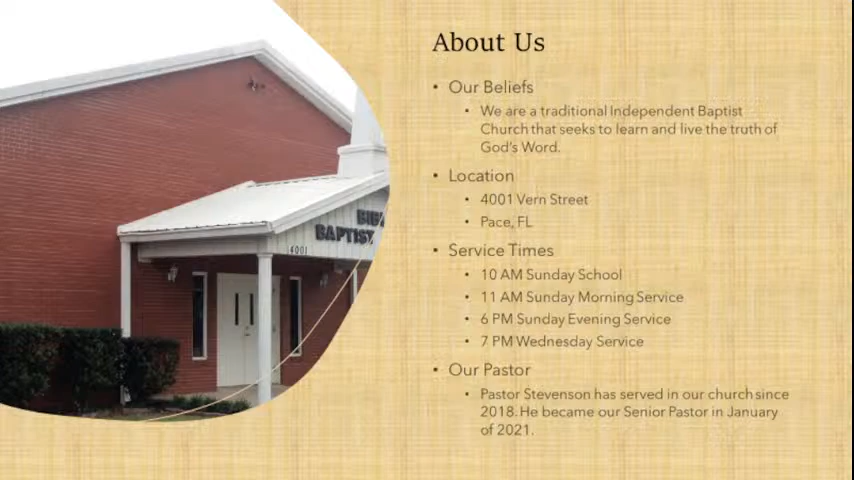 About Us
• Our Beliefs
• We are a traditional Independent Baptist
Church that seeks to learn and live the truth of
God's Word.
• Location
• 4001 Vern Street
• Pace, FL
• Service Times
• 10 AM Sunday School
• 11 AM Sunday Morning Service
• 6 PM Sunday Evening Service
• 7 PM Wednesday Service
• Our Pastor
• Pastor Stevenson has served in our church since
2018. He became our Senior Pastor in January
of 2021.
BAPTIST
4001